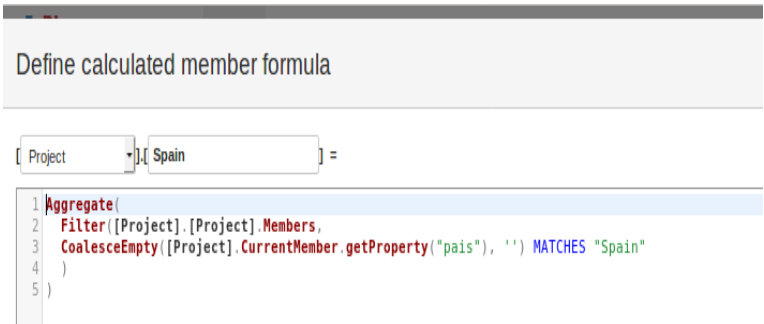 Define calculated member formula
[ Project ].[ Spain ] =
1 Aggregate(
2 Filter([Project].[Project].Members,
3 CoalesceEmpty([Project].CurrentMember.getProperty("pais"), '') MATCHES "Spain"
4 )
5 )